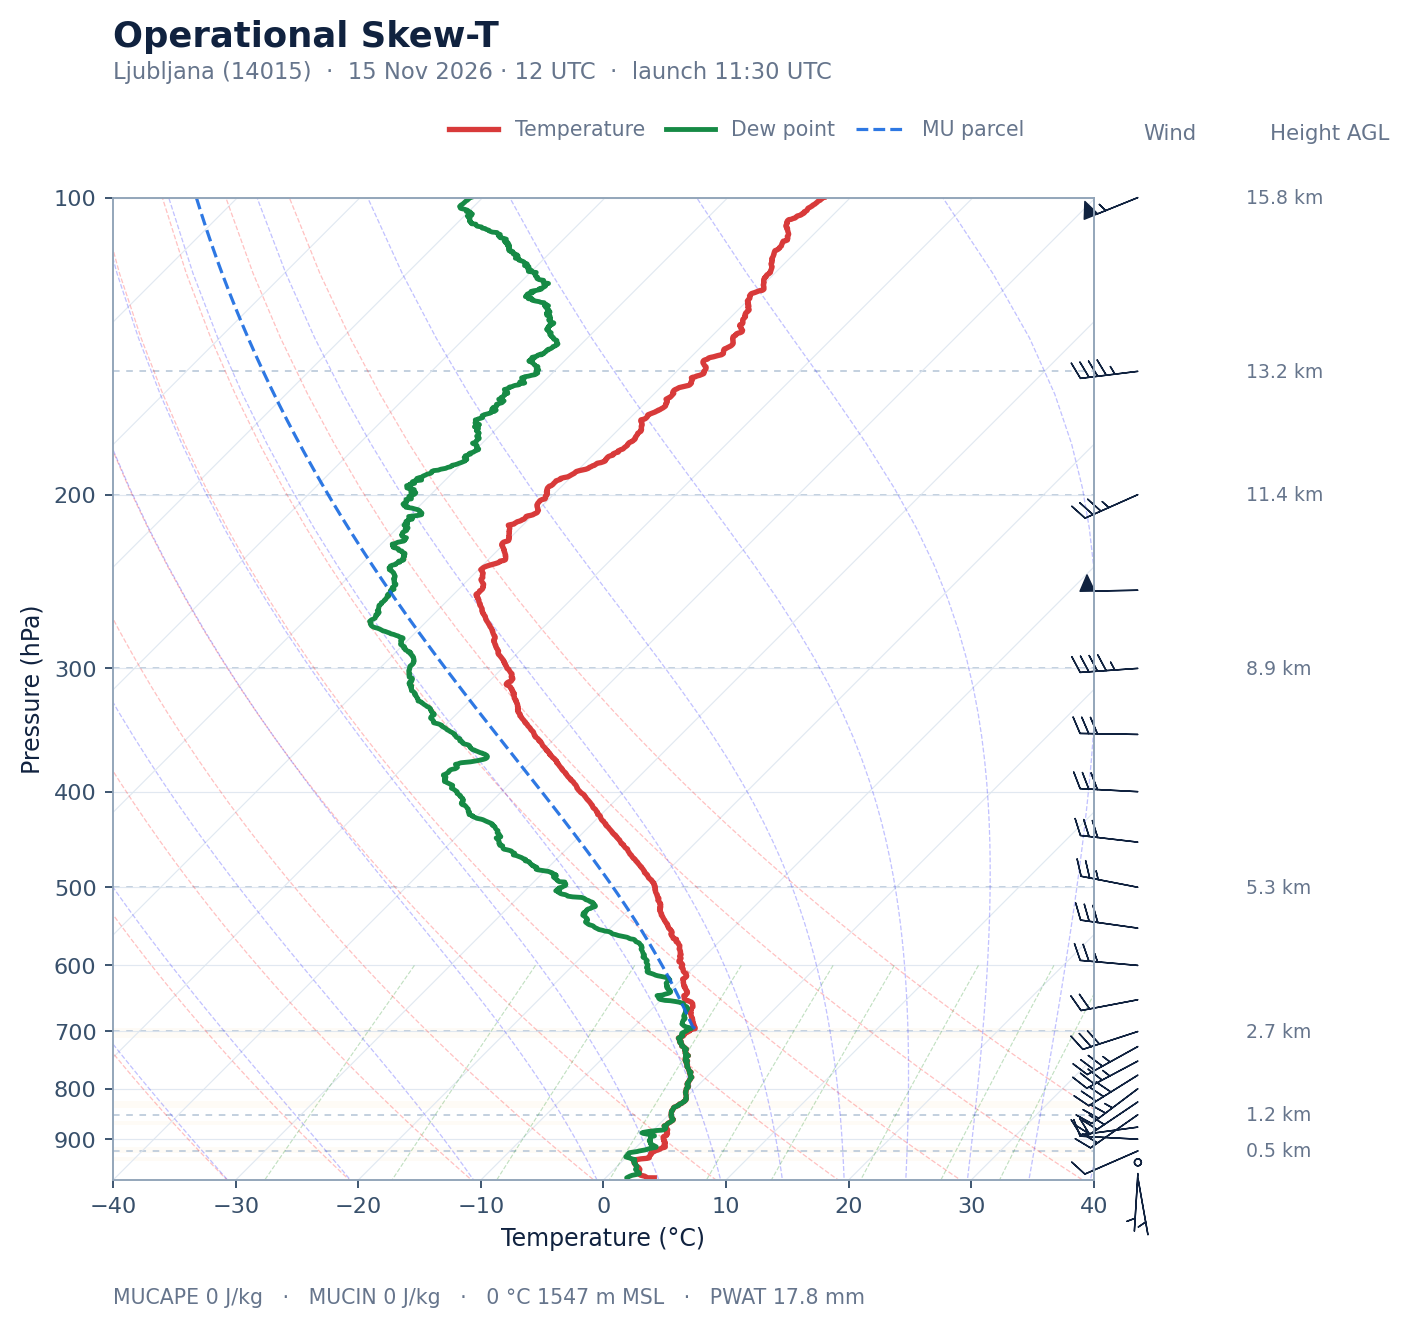 Operational Skew-T
Ljubljana (14015)  ·  15 Nov 2026 · 12 UTC  ·  launch 11:30 UTC
Temperature  Dew point  MU parcel
Wind  Height AGL
100  15.8 km
13.2 km
200  11.4 km
300  8.9 km
400
500  5.3 km
600
700  2.7 km
800
1.2 km
900
0.5 km
Pressure (hPa)
−40  −30  −20  −10  0  10  20  30  40
Temperature (°C)
MUCAPE 0 J/kg  ·  MUCIN 0 J/kg  ·  0 °C 1547 m MSL  ·  PWAT 17.8 mm